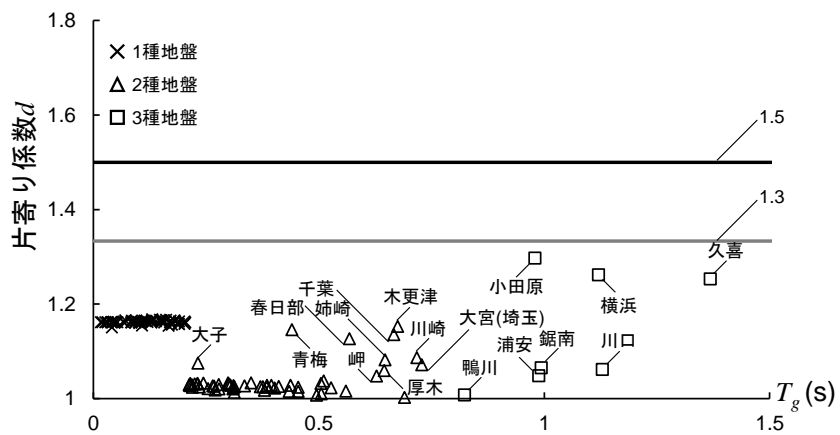 1.8
1.6
1.4
1.2
1
片寄り係数d
1種地盤
2種地盤
3種地盤
1.5
1.3
大子
青梅
春日部
千葉
姉崎
岬
木更津
川崎
厚木
大宮(埼玉)
鴨川
小田原
浦安
鋸南
横浜
川口
久喜
0
0.5
1
1.5
Tg (s)